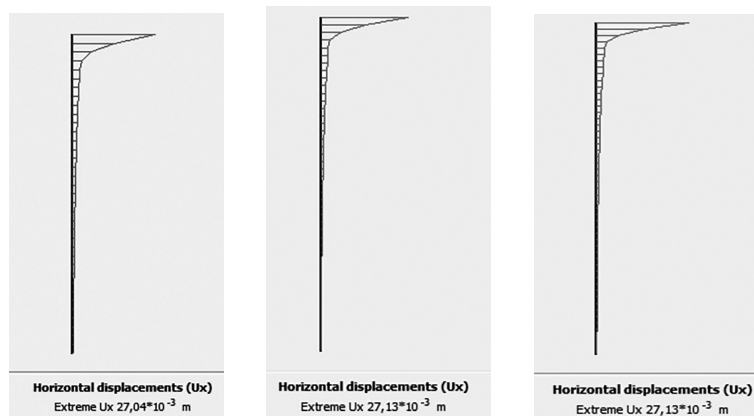 Horizontal displacements (Ux)
Extreme Ux 27,04*10 -3 m
Horizontal displacements (Ux)
Extreme Ux 27,13*10 -3 m
Horizontal displacements (Ux)
Extreme Ux 27,13*10 -3 m